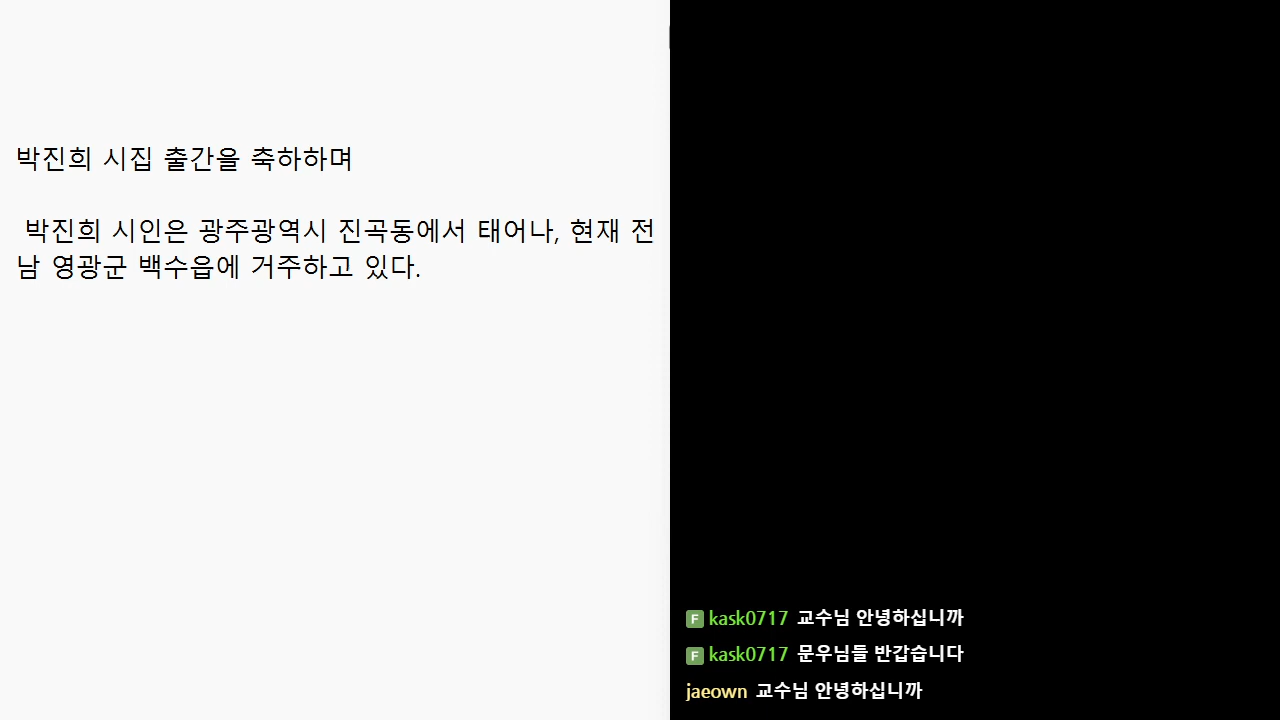 박진희 시집 출간을 축하하며
박진희 시인은 광주광역시 진곡동에서 태어나, 현재 전
남 영광군 백수읍에 거주하고 있다.
F kask0717 교수님 안녕하십니까
F kask0717 문우님들 반갑습니다
jaeown 교수님 안녕하십니까